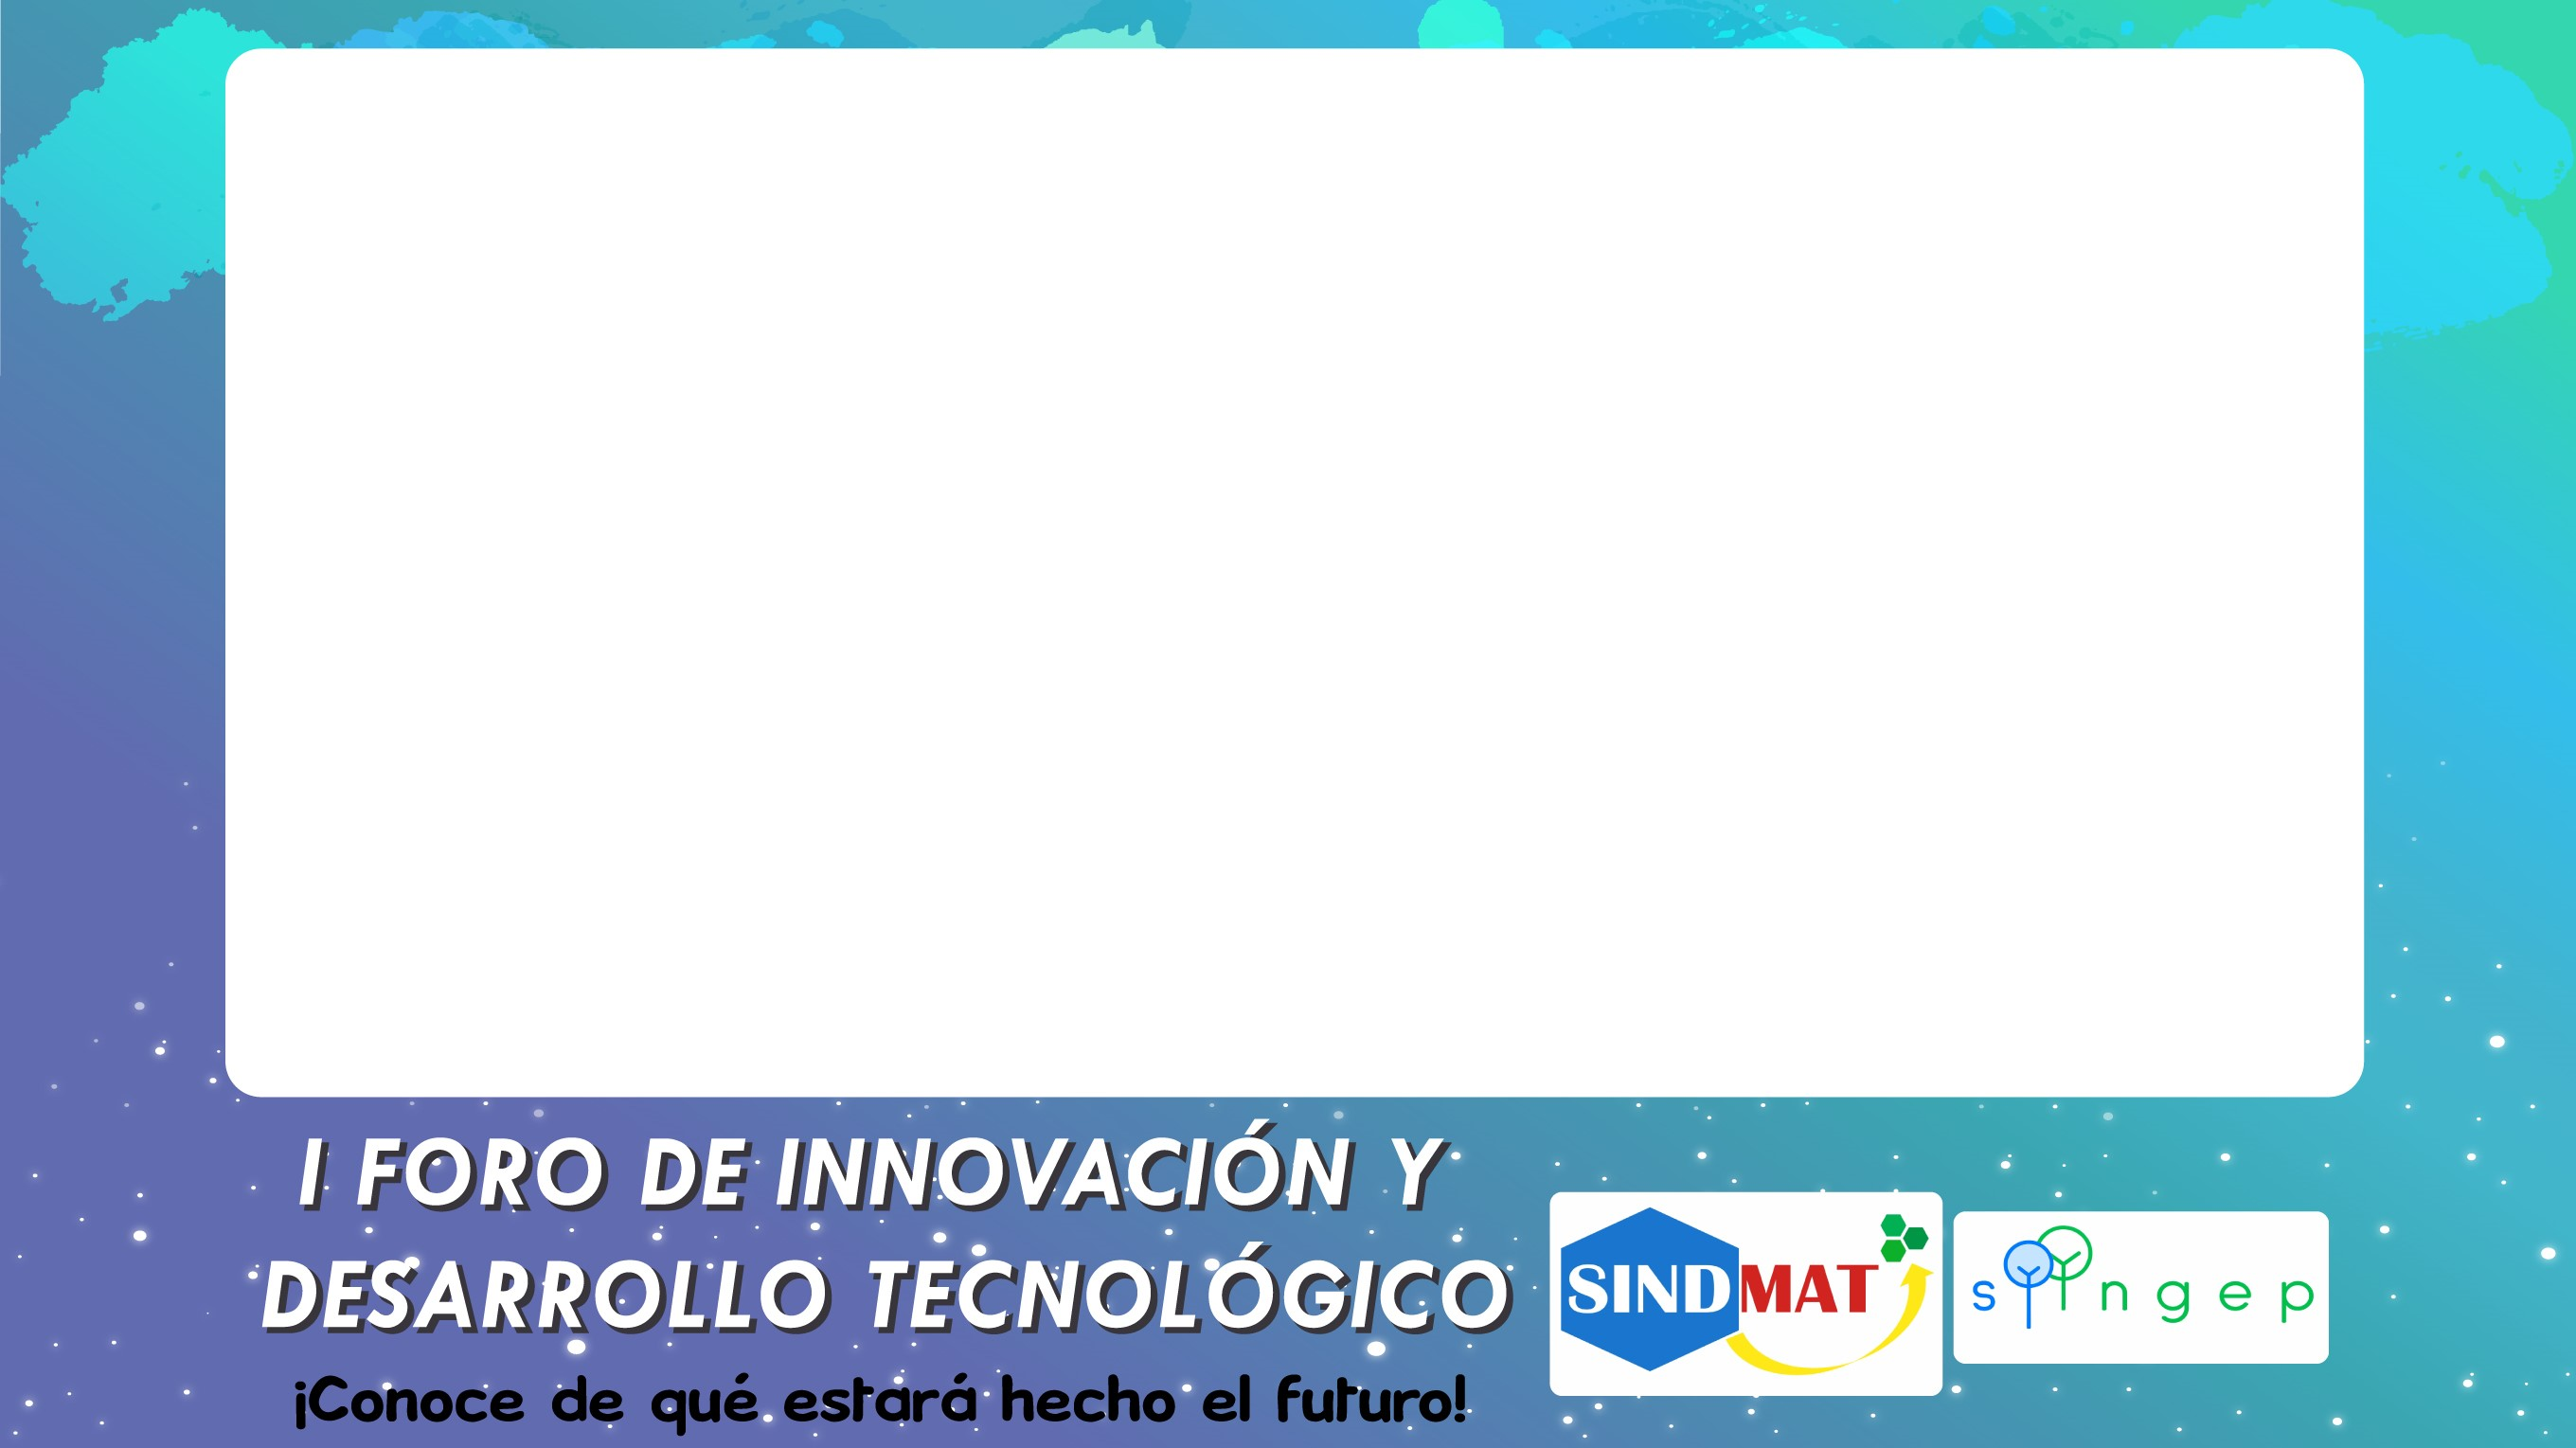 I FORO DE INNOVACIÓN Y
DESARROLLO TECNOLÓGICO
¡Conoce de qué estará hecho el futuro!
SINDMAT
syngep